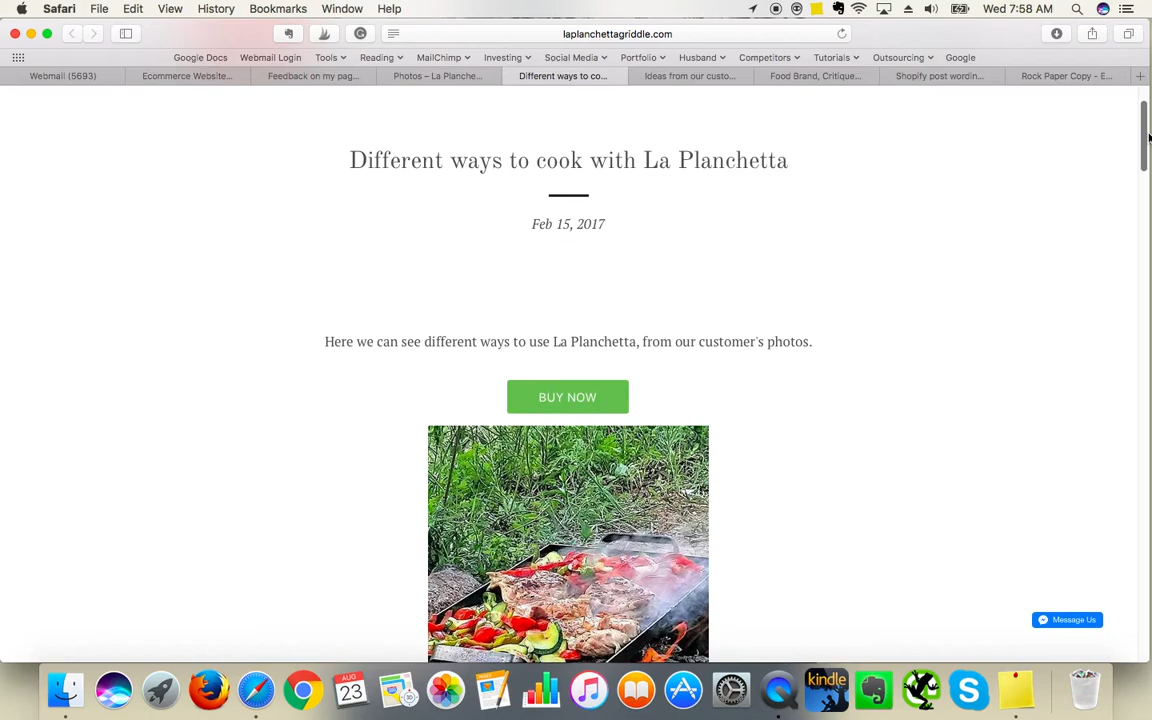 Safari File Edit View History Bookmarks Window Help Wed 7:58 AM
laplanchettagriddle.com
Google Docs Webmail Login Tools Reading MailChimp Investing Social Media Portfolio Husband Competitors Tutorials Outsourcing Google
Webmail (5693) Ecommerce Website... Feedback on my pag... Photos – La Planche... Different ways to co... Ideas from our custo... Food Brand, Critique... Shopify post wordin... Rock Paper Copy - E...
Different ways to cook with La Planchetta
Feb 15, 2017
Here we can see different ways to use La Planchetta, from our customer's photos.
BUY NOW
Message Us
AUG
23
kindle